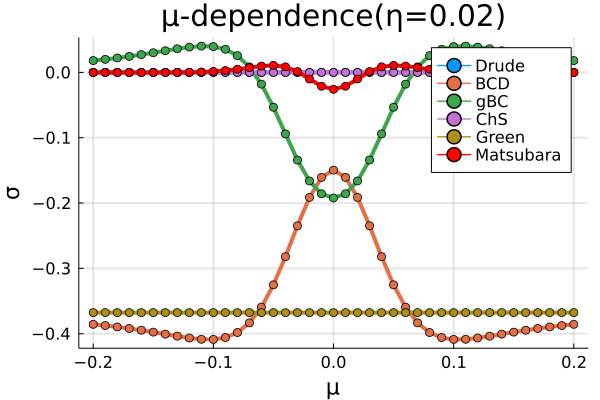 μ-dependence(η=0.02)
σ
0.0
−0.1
−0.2
−0.3
−0.4
Drude
BCD
gBC
ChS
Green
Matsubara
−0.2
−0.1
0.0
0.1
0.2
μ